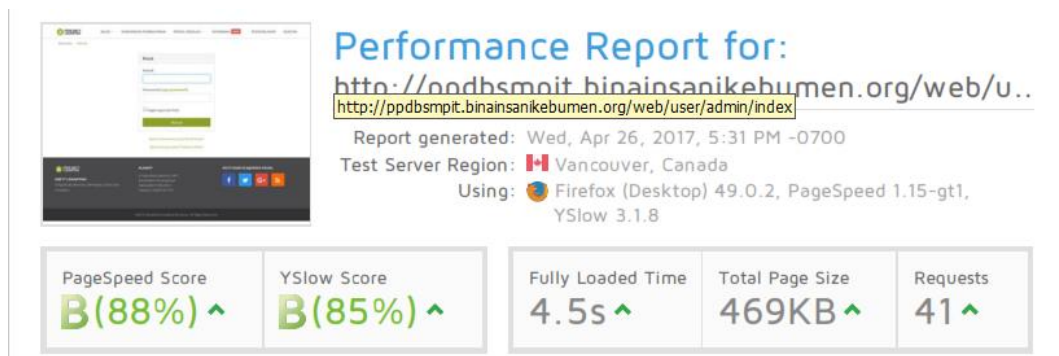 Performance Report for:
http://ppdbsmpit.binainsanikebumen.org/web/u..
http://ppdbsmpit.binainsanikebumen.org/web/user/admin/index
Report generated: Wed, Apr 26, 2017, 5:31 PM -0700
Test Server Region: Vancouver, Canada
Using: Firefox (Desktop) 49.0.2, PageSpeed 1.15-gt1,
YSlow 3.1.8
PageSpeed Score
B(88%)
YSlow Score
B(85%)
Fully Loaded Time
4.5s
Total Page Size
469KB
Requests
41